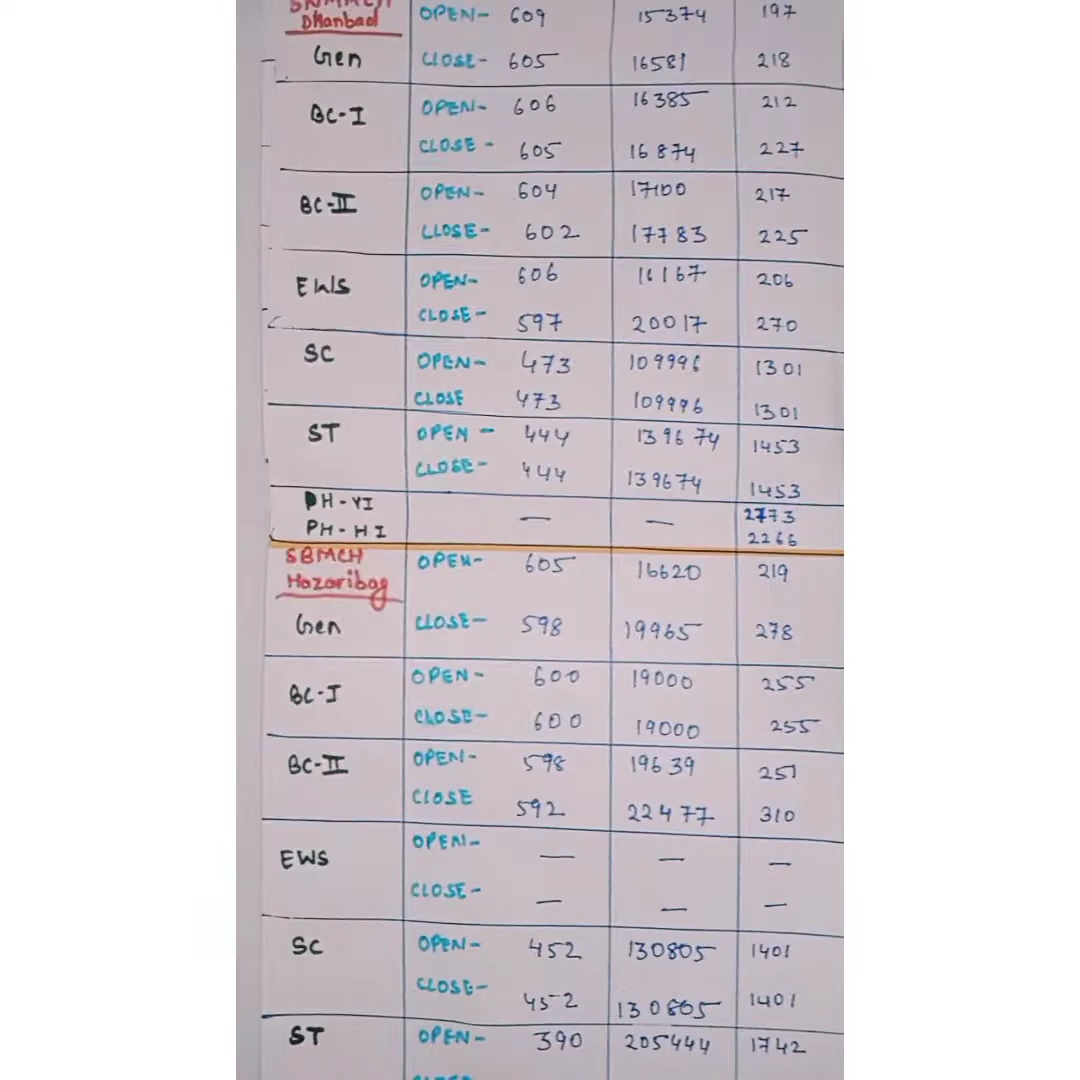 SNMMCH OPEN- 609 15374 197
Dhanbad
Gen CLOSE- 605 16581 218
BC-I OPEN- 606 16385 212
CLOSE- 605 16874 227
BC-II OPEN- 604 17100 217
CLOSE- 602 17783 225
EWS OPEN- 606 16167 206
CLOSE- 597 20017 270
SC OPEN- 473 109996 1301
CLOSE 473 109996 1301
ST OPEN- 444 139674 1453
CLOSE- 444 139674 1453
PH-VI — — 2773
PH-HI 2266
SBMCH OPEN- 605 16620 219
Hazaribag
Gen CLOSE- 598 19965 278
BC-I OPEN- 600 19000 255
CLOSE- 600 19000 255
BC-II OPEN- 598 19639 251
CLOSE 592 22477 310
EWS OPEN- — — —
CLOSE- — — —
SC OPEN- 452 130805 1401
CLOSE- 452 130805 1401
ST OPEN- 390 205444 1742